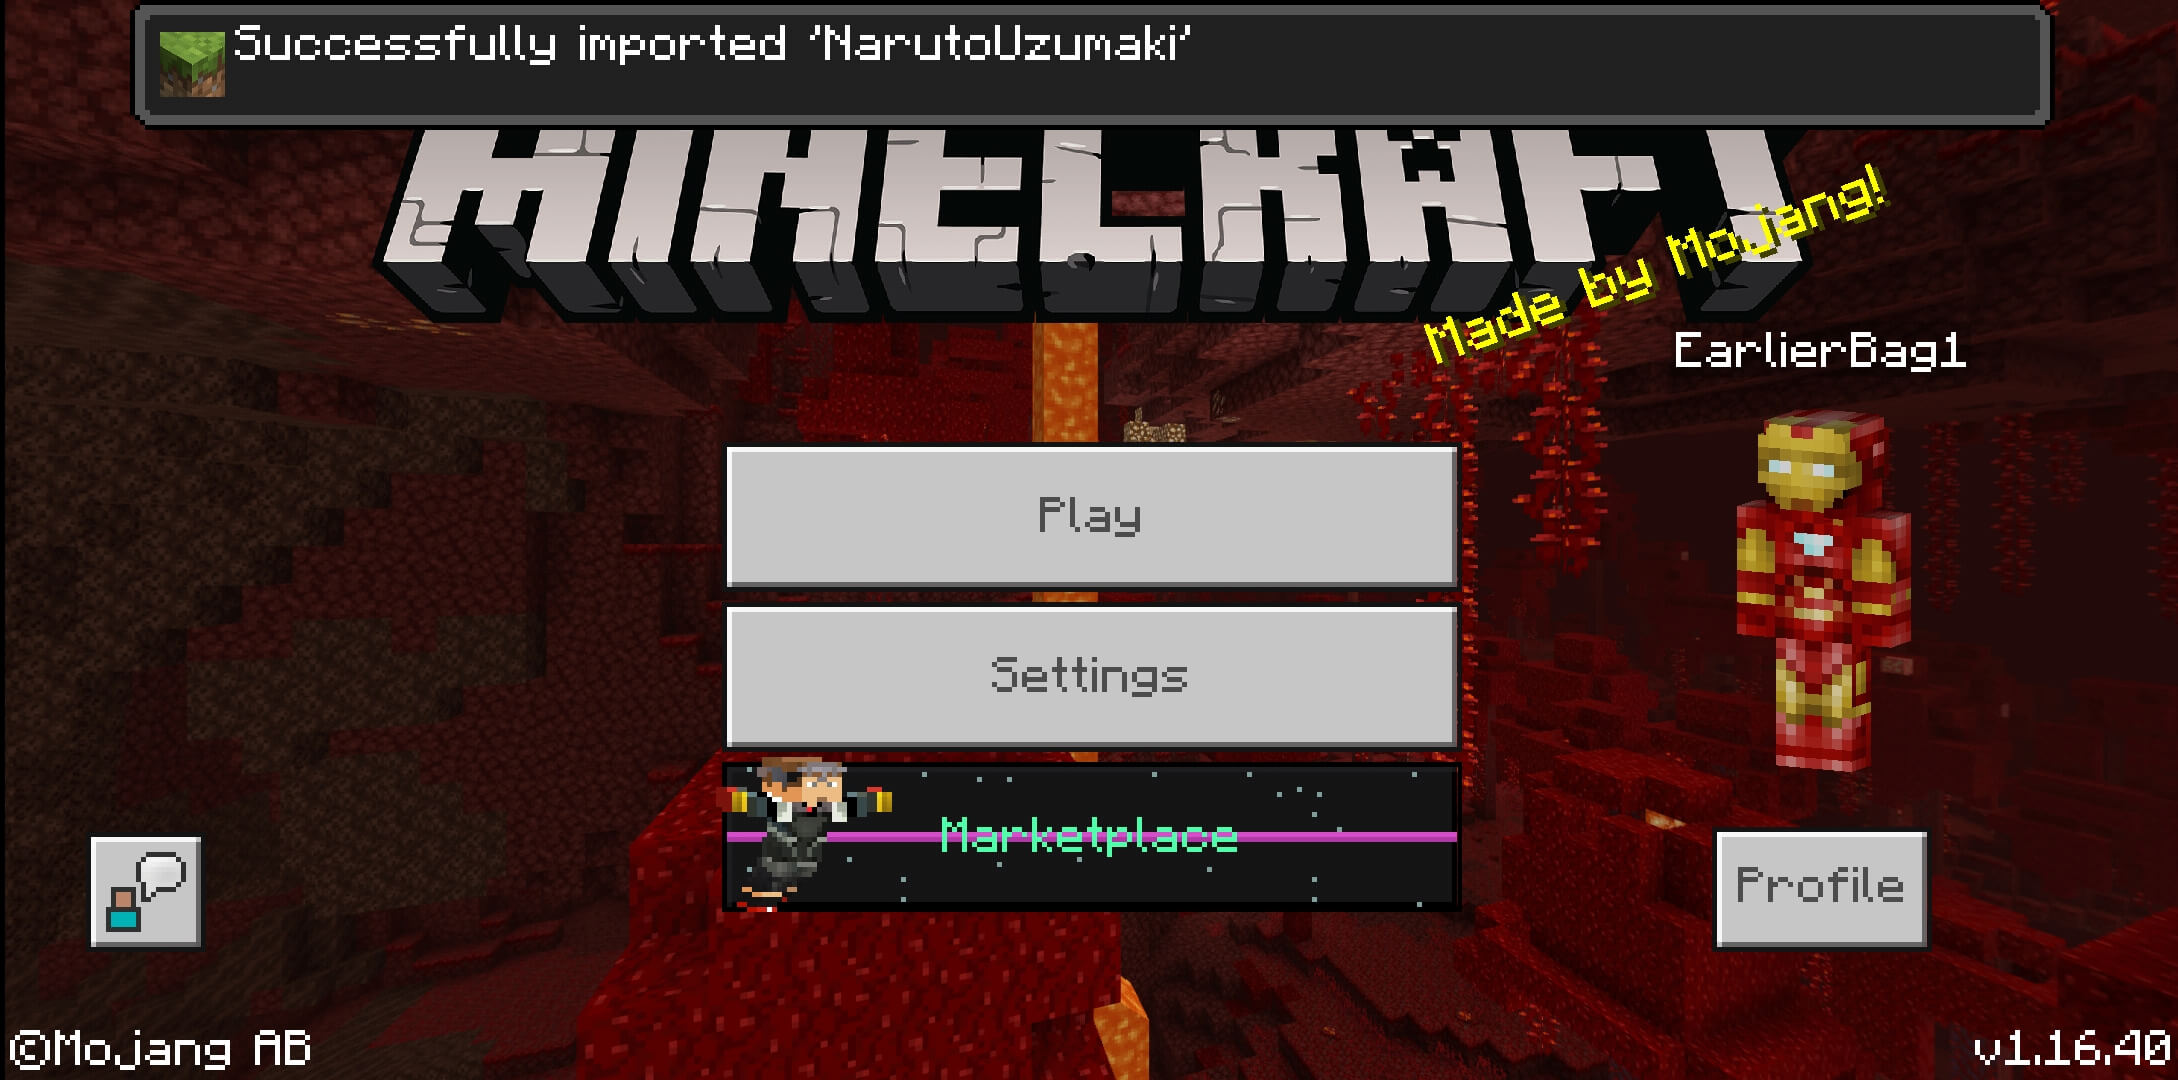 Successfully imported 'NarutoUzumaki'
MINECRAFT
Made by Mojang!
EarlierBag1
Play
Settings
Marketplace
Profile
©Mojang AB
v1.16.40